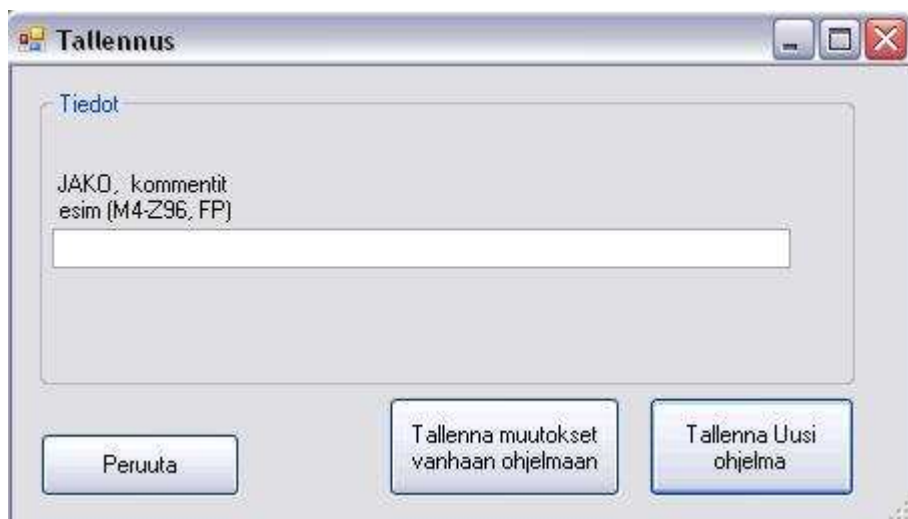 Tallennus
Tiedot
JAKO, kommentit
esim (M4-Z96, FP)
Peruuta
Tallenna muutokset
vanhaan ohjelmaan
Tallenna Uusi
ohjelma